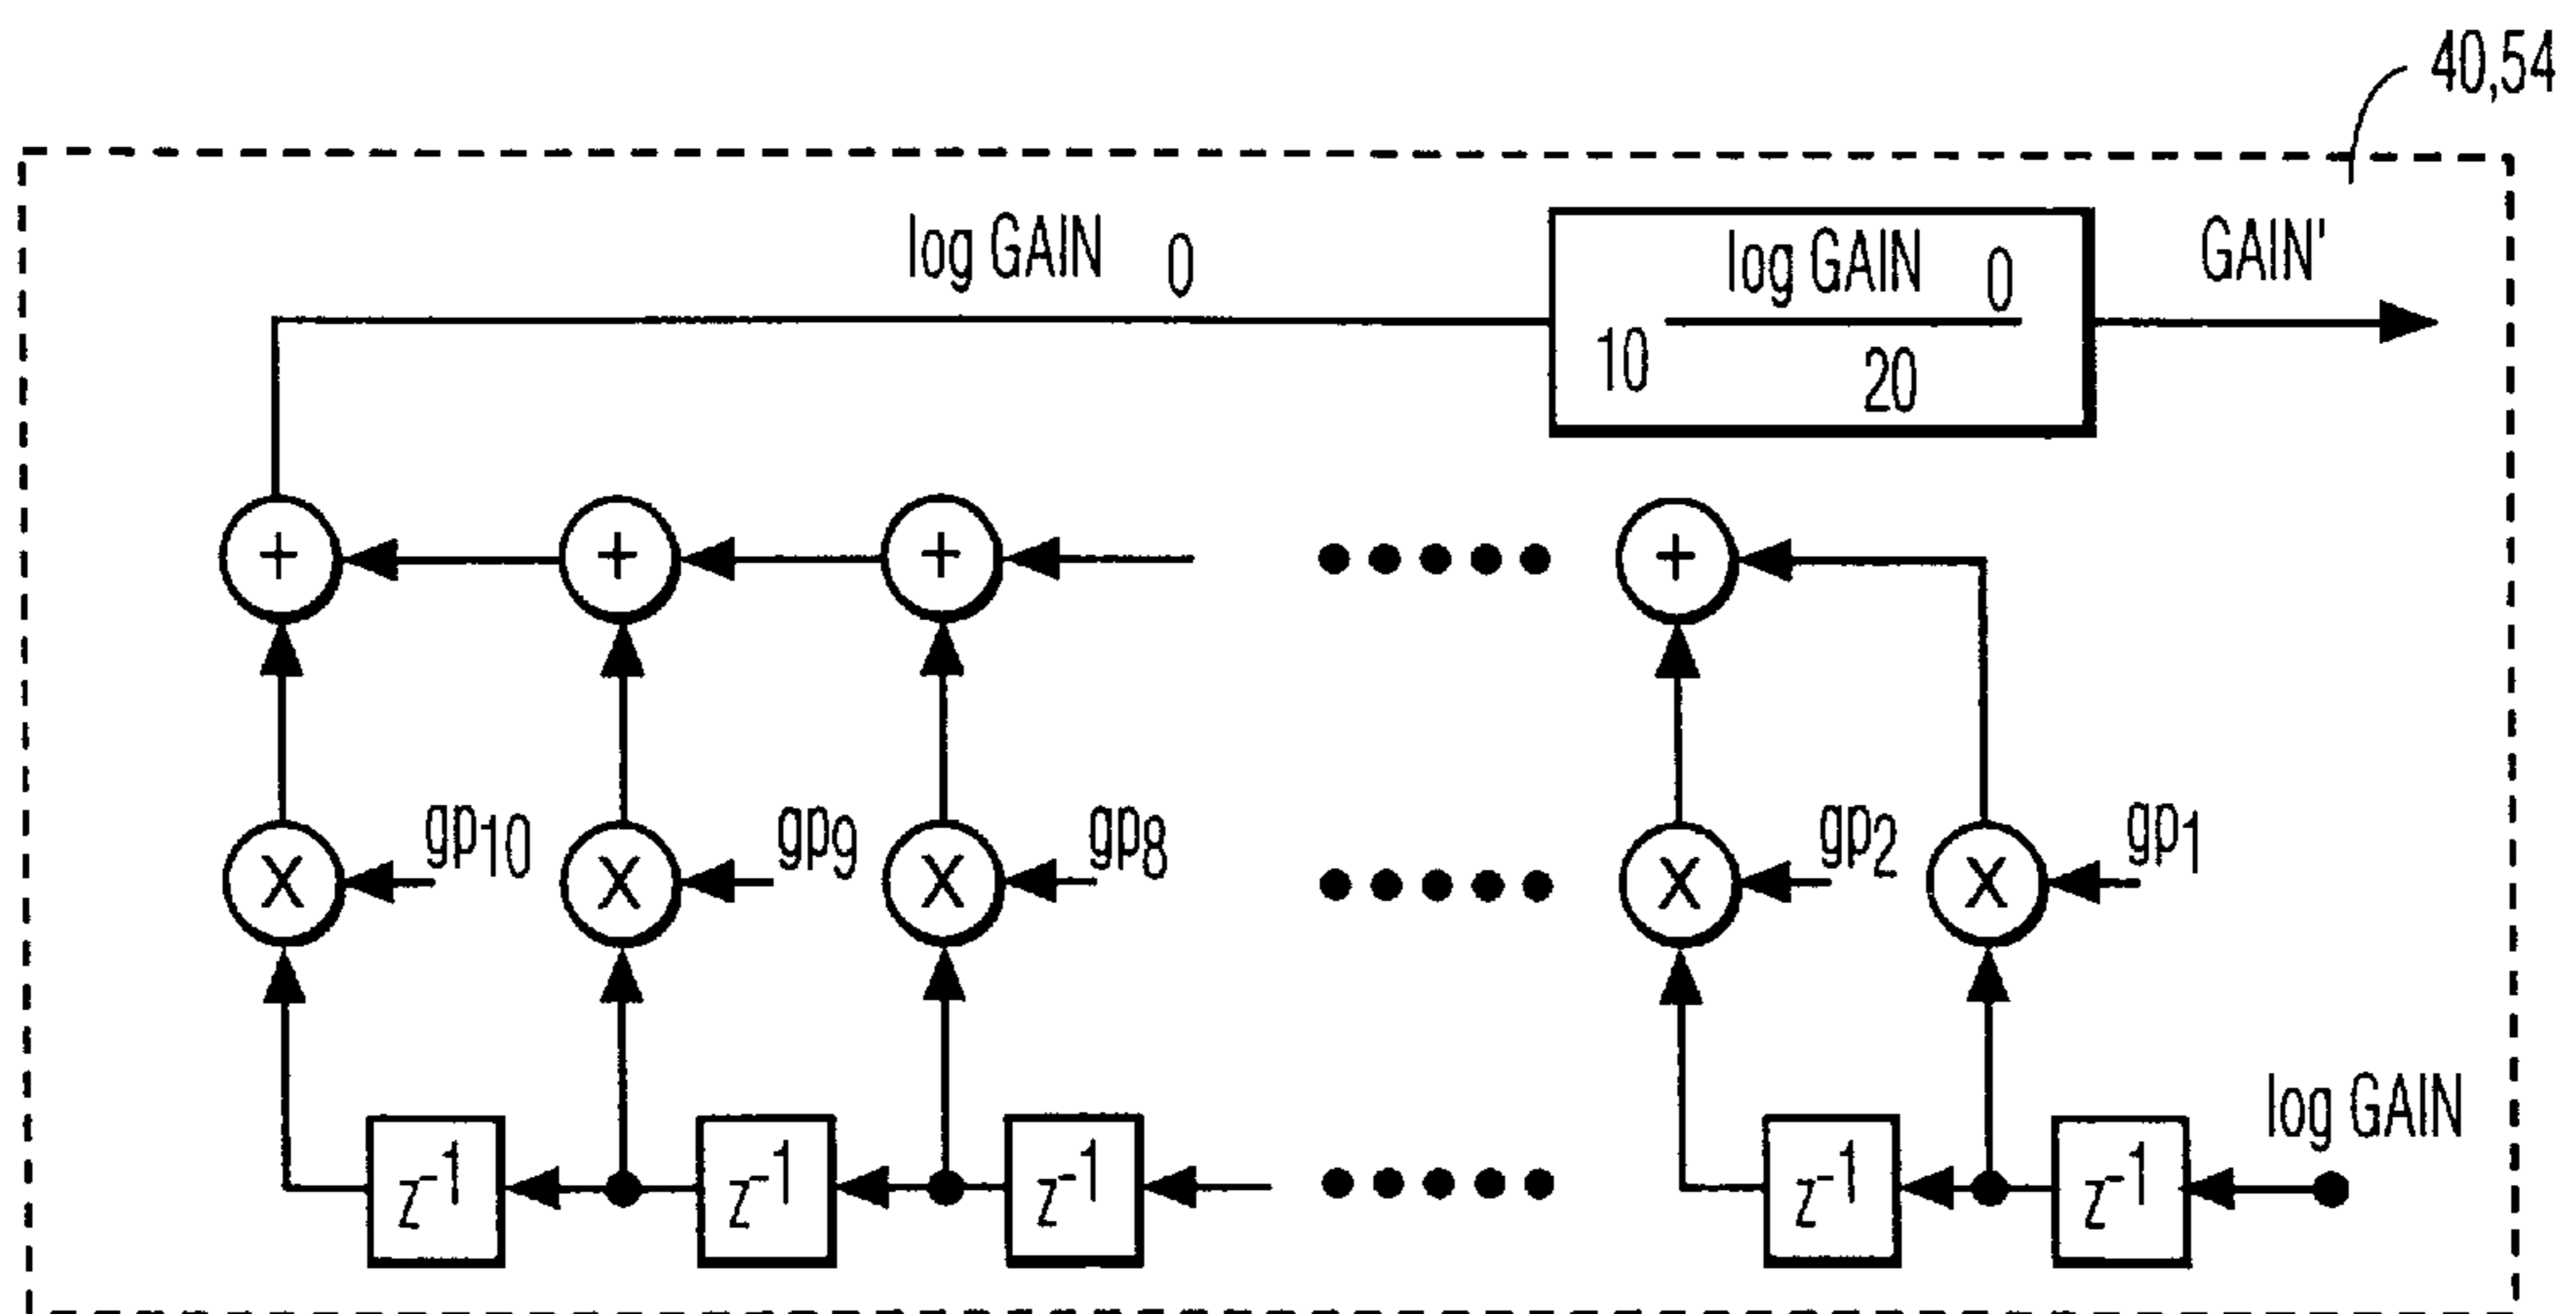 40,54
log GAIN 0
log GAIN 0
10
20
GAIN'
+ + + +
gp10 gp9 gp8 gp2 gp1
X X X X X
log GAIN
z-1 z-1 z-1 z-1 z-1